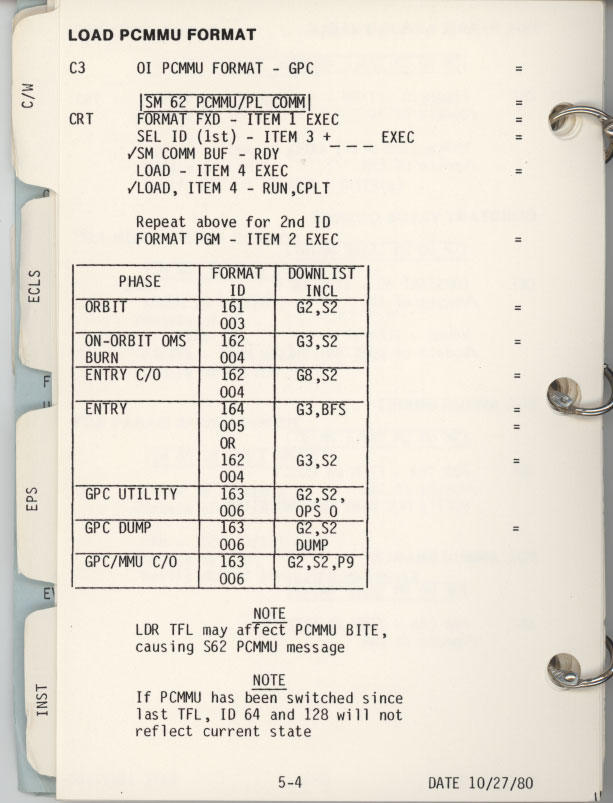 LOAD PCMMU FORMAT
C3 OI PCMMU FORMAT - GPC =
SM 62 PCMMU/PL COMM =
CRT FORMAT FXD - ITEM 1 EXEC =
SEL ID (1st) - ITEM 3 +_ _ _ EXEC =
✓SM COMM BUF - RDY
LOAD - ITEM 4 EXEC =
✓LOAD, ITEM 4 - RUN,CPLT
Repeat above for 2nd ID
FORMAT PGM - ITEM 2 EXEC =
PHASE FORMAT ID DOWNLIST INCL
ORBIT 161 G2,S2 =
003
ON-ORBIT OMS 162 G3,S2 =
BURN 004
ENTRY C/O 162 G8,S2 =
004
ENTRY 164 G3,BFS =
005 =
OR
162 G3,S2 =
004
GPC UTILITY 163 G2,S2,
006 OPS 0
GPC DUMP 163 G2,S2 =
006 DUMP
GPC/MMU C/O 163 G2,S2,P9
006
NOTE
LDR TFL may affect PCMMU BITE,
causing S62 PCMMU message
NOTE
If PCMMU has been switched since
last TFL, ID 64 and 128 will not
reflect current state
5-4 DATE 10/27/80
C/W
ECLS
EPS
INST